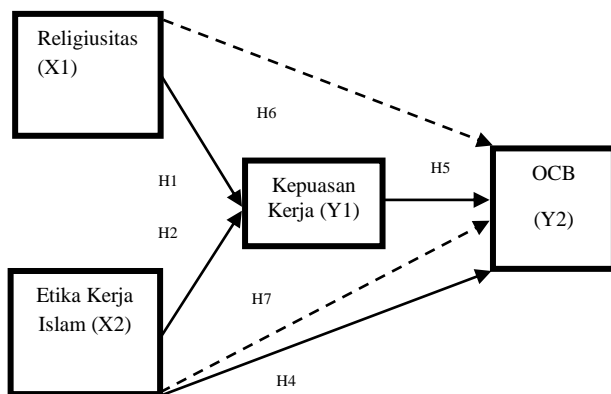 Religiusitas
(X1)
H6
H1
Kepuasan
Kerja (Y1)
H5
OCB
(Y2)
H2
Etika Kerja
Islam (X2)
H7
H4